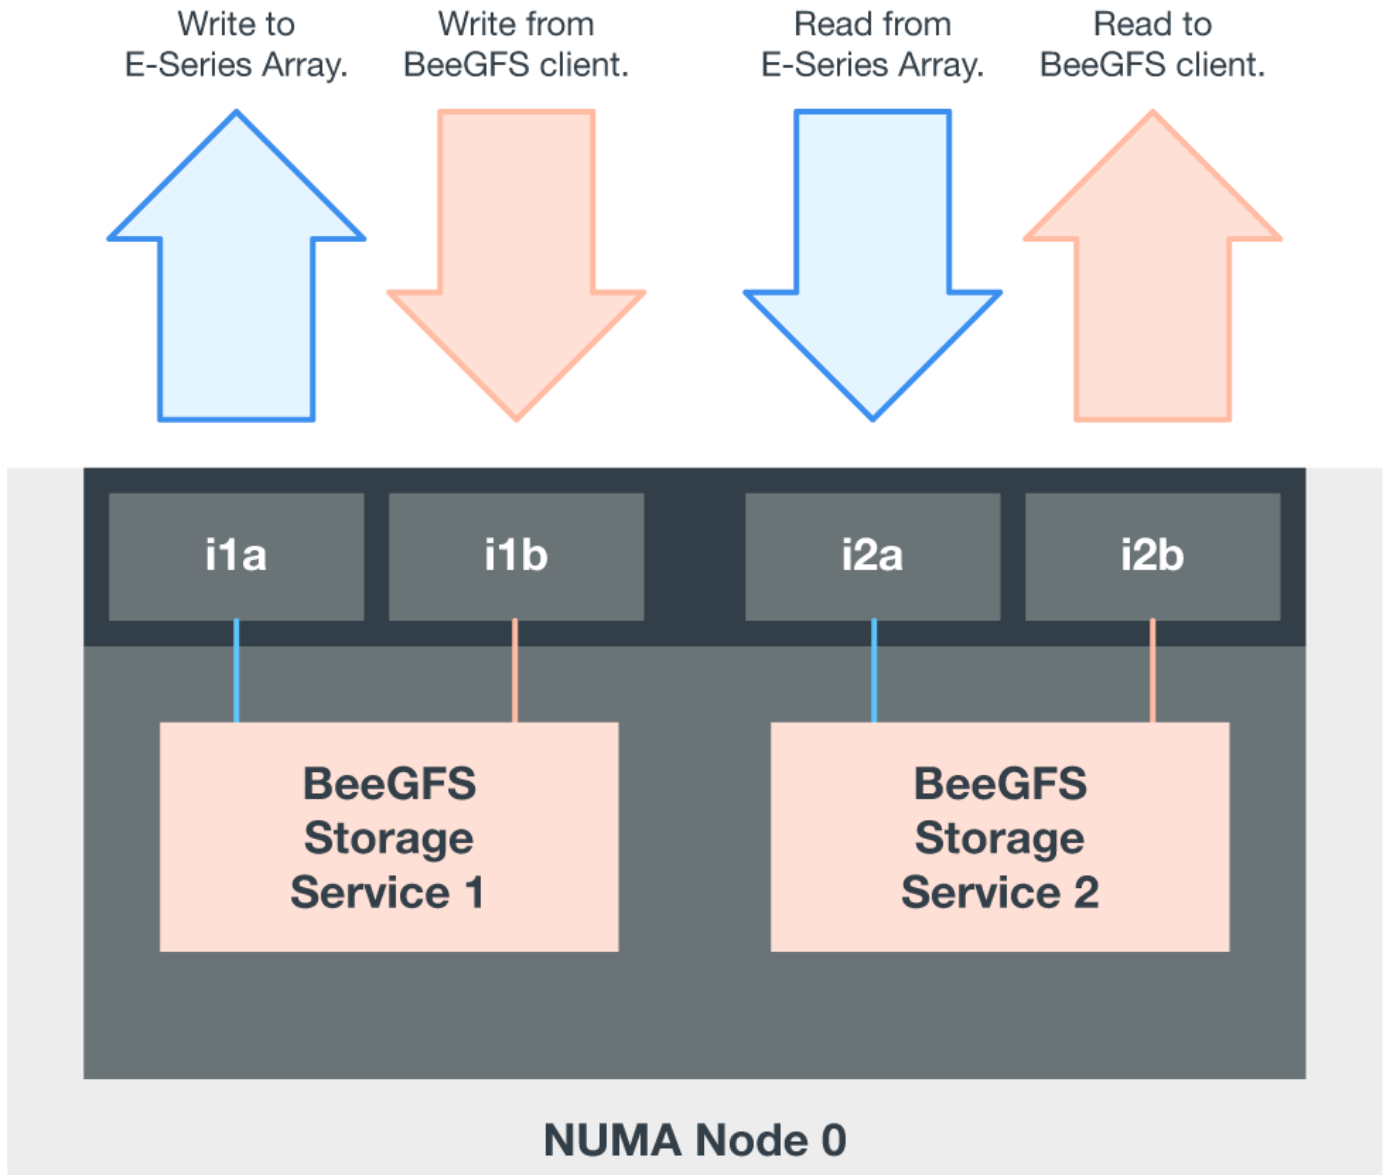 Write to
E-Series Array.
Write from
BeeGFS client.
Read from
E-Series Array.
Read to
BeeGFS client.
i1a
i1b
i2a
i2b
BeeGFS
Storage
Service 1
BeeGFS
Storage
Service 2
NUMA Node 0